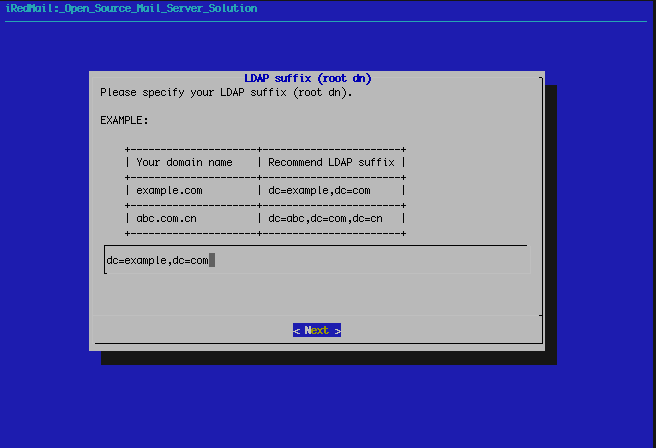 iRedMail:_Open_Source_Mail_Server_Solution
LDAP suffix (root dn)
Please specify your LDAP suffix (root dn).
EXAMPLE:
+---------------------+-----------------------+
| Your domain name | Recommend LDAP suffix |
+---------------------+-----------------------+
| example.com | dc=example,dc=com |
+---------------------+-----------------------+
| abc.com.cn | dc=abc,dc=com,dc=cn |
+---------------------+-----------------------+
dc=example,dc=com
< Next >